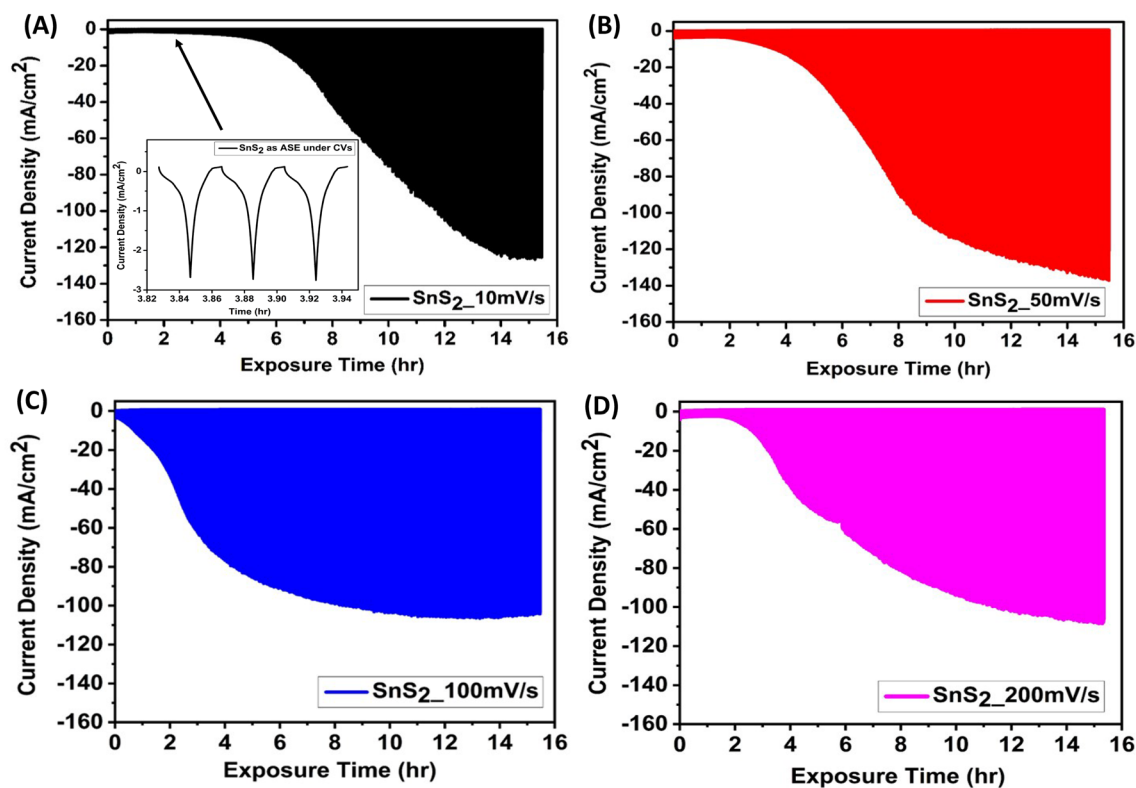 (A)
0
-20
-40
-60
-80
-100
-120
-140
-160
Current Density (mA/cm²)
0 2 4 6 8 10 12 14 16
Exposure Time (hr)
SnS₂_10mV/s
SnS₂ as ASE under CVs
0
-1
-2
-3
Current Density (mA/cm²)
3.82 3.84 3.86 3.88 3.90 3.92 3.94
Time (hr)
(B)
0
-20
-40
-60
-80
-100
-120
-140
-160
Current Density (mA/cm²)
0 2 4 6 8 10 12 14 16
Exposure Time (hr)
SnS₂_50mV/s
(C)
0
-20
-40
-60
-80
-100
-120
-140
-160
Current Density (mA/cm²)
0 2 4 6 8 10 12 14 16
Exposure Time (hr)
SnS₂_100mV/s
(D)
0
-20
-40
-60
-80
-100
-120
-140
-160
Current Density (mA/cm²)
0 2 4 6 8 10 12 14 16
Exposure Time (hr)
SnS₂_200mV/s